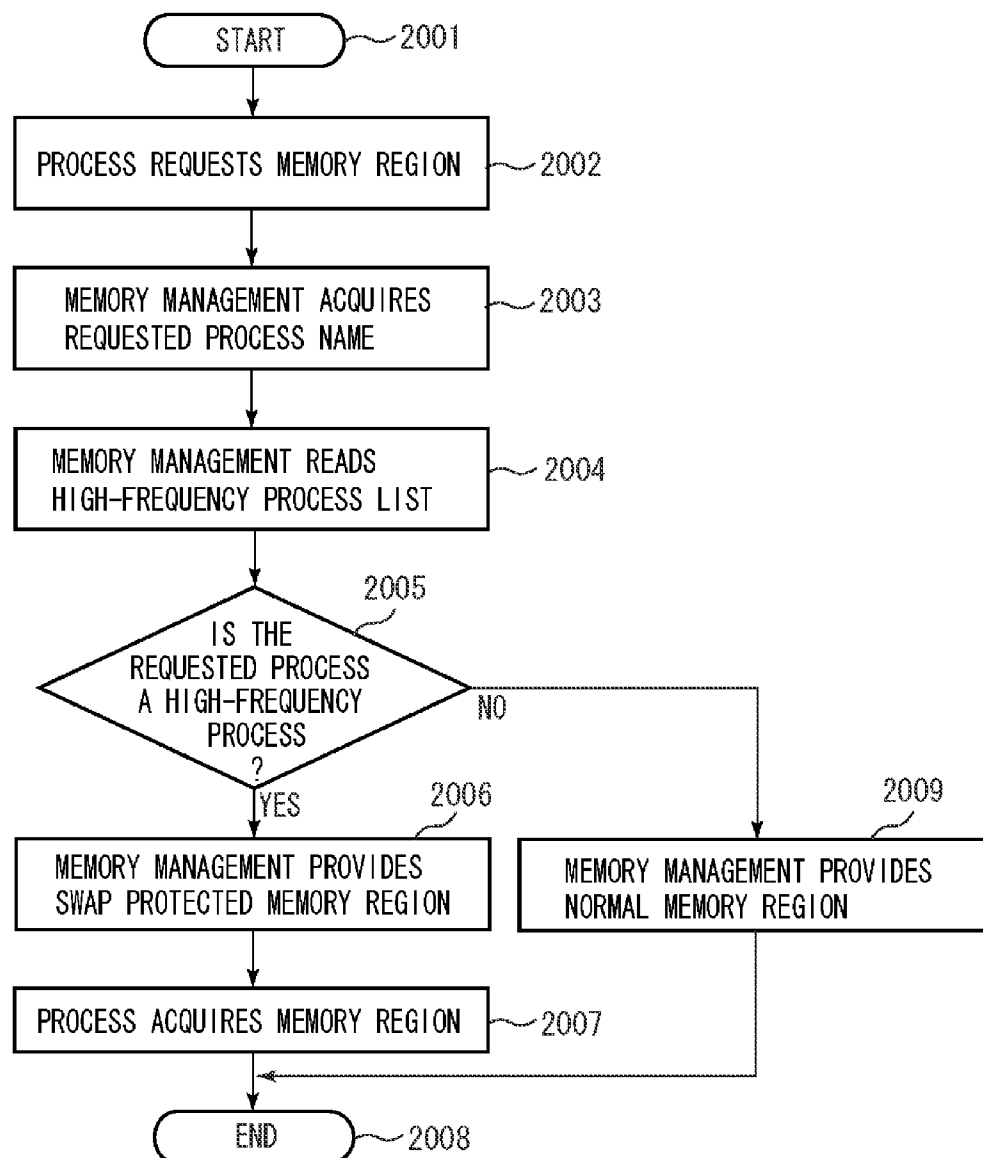 START
2001
PROCESS REQUESTS MEMORY REGION
2002
MEMORY MANAGEMENT ACQUIRES
REQUESTED PROCESS NAME
2003
MEMORY MANAGEMENT READS
HIGH-FREQUENCY PROCESS LIST
2004
2005
IS THE
REQUESTED PROCESS
A HIGH-FREQUENCY
PROCESS
?
NO
YES
2006
MEMORY MANAGEMENT PROVIDES
SWAP PROTECTED MEMORY REGION
2009
MEMORY MANAGEMENT PROVIDES
NORMAL MEMORY REGION
PROCESS ACQUIRES MEMORY REGION
2007
END
2008